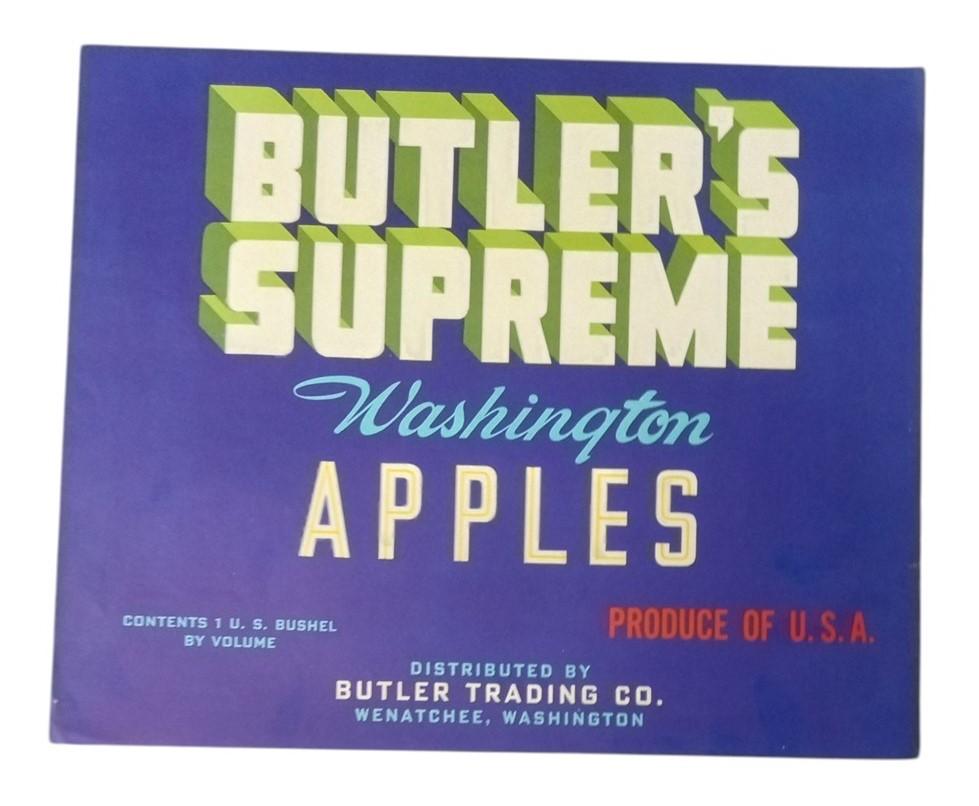 BUTLER'S
SUPREME
Washington
APPLES
CONTENTS 1 U. S. BUSHEL
BY VOLUME
PRODUCE OF U.S.A.
DISTRIBUTED BY
BUTLER TRADING CO.
WENATCHEE, WASHINGTON